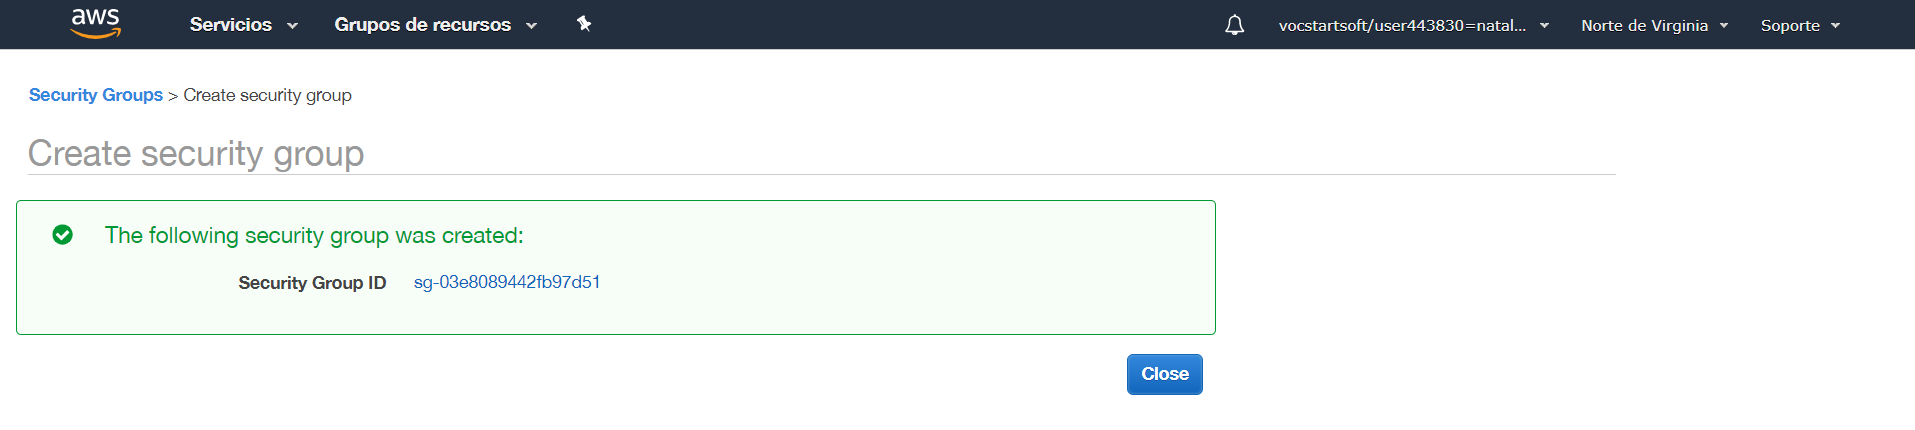 aws Servicios Grupos de recursos vocstartsoft/user443830=natal... Norte de Virginia Soporte
Security Groups > Create security group
Create security group
The following security group was created:
Security Group ID sg-03e8089442fb97d51
Close